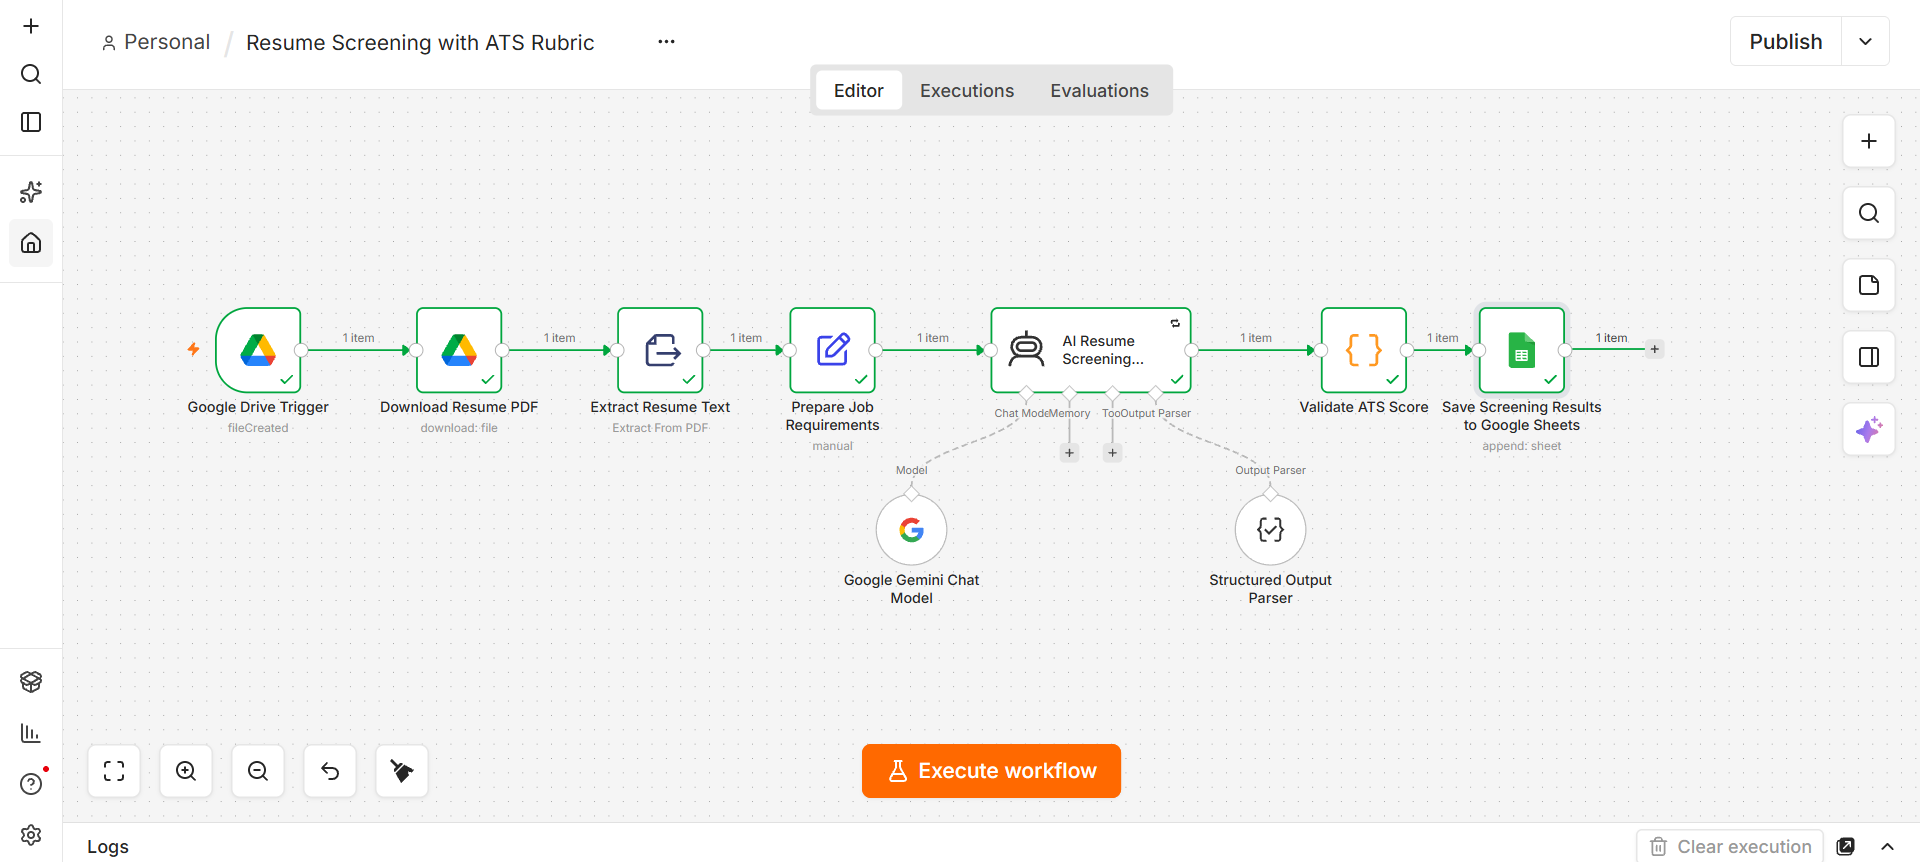 Personal / Resume Screening with ATS Rubric ...
Publish
Editor Executions Evaluations
1 item 1 item 1 item 1 item 1 item 1 item 1 item
AI Resume
Screening...
Google Drive Trigger
fileCreated
Download Resume PDF
download: file
Extract Resume Text
Extract From PDF
Prepare Job
Requirements
manual
Chat Mode Memory Too Output Parser
Validate ATS Score
Save Screening Results
to Google Sheets
append: sheet
Model
Output Parser
Google Gemini Chat
Model
Structured Output
Parser
Execute workflow
Logs
Clear execution